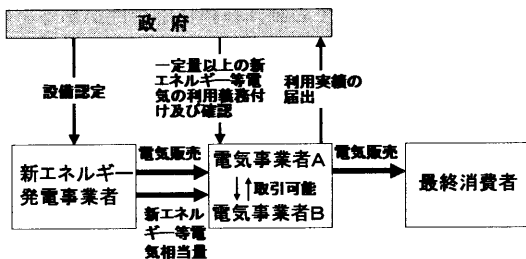 政府
設備認定
一定量以上の新
エネルギー等電
気の利用義務付
け及び確認
利用実績の
届出
新エネルギー
発電事業者
電気販売
新エネル
ギー等電
気相当量
電気事業者A
取引可能
電気事業者B
電気販売
最終消費者